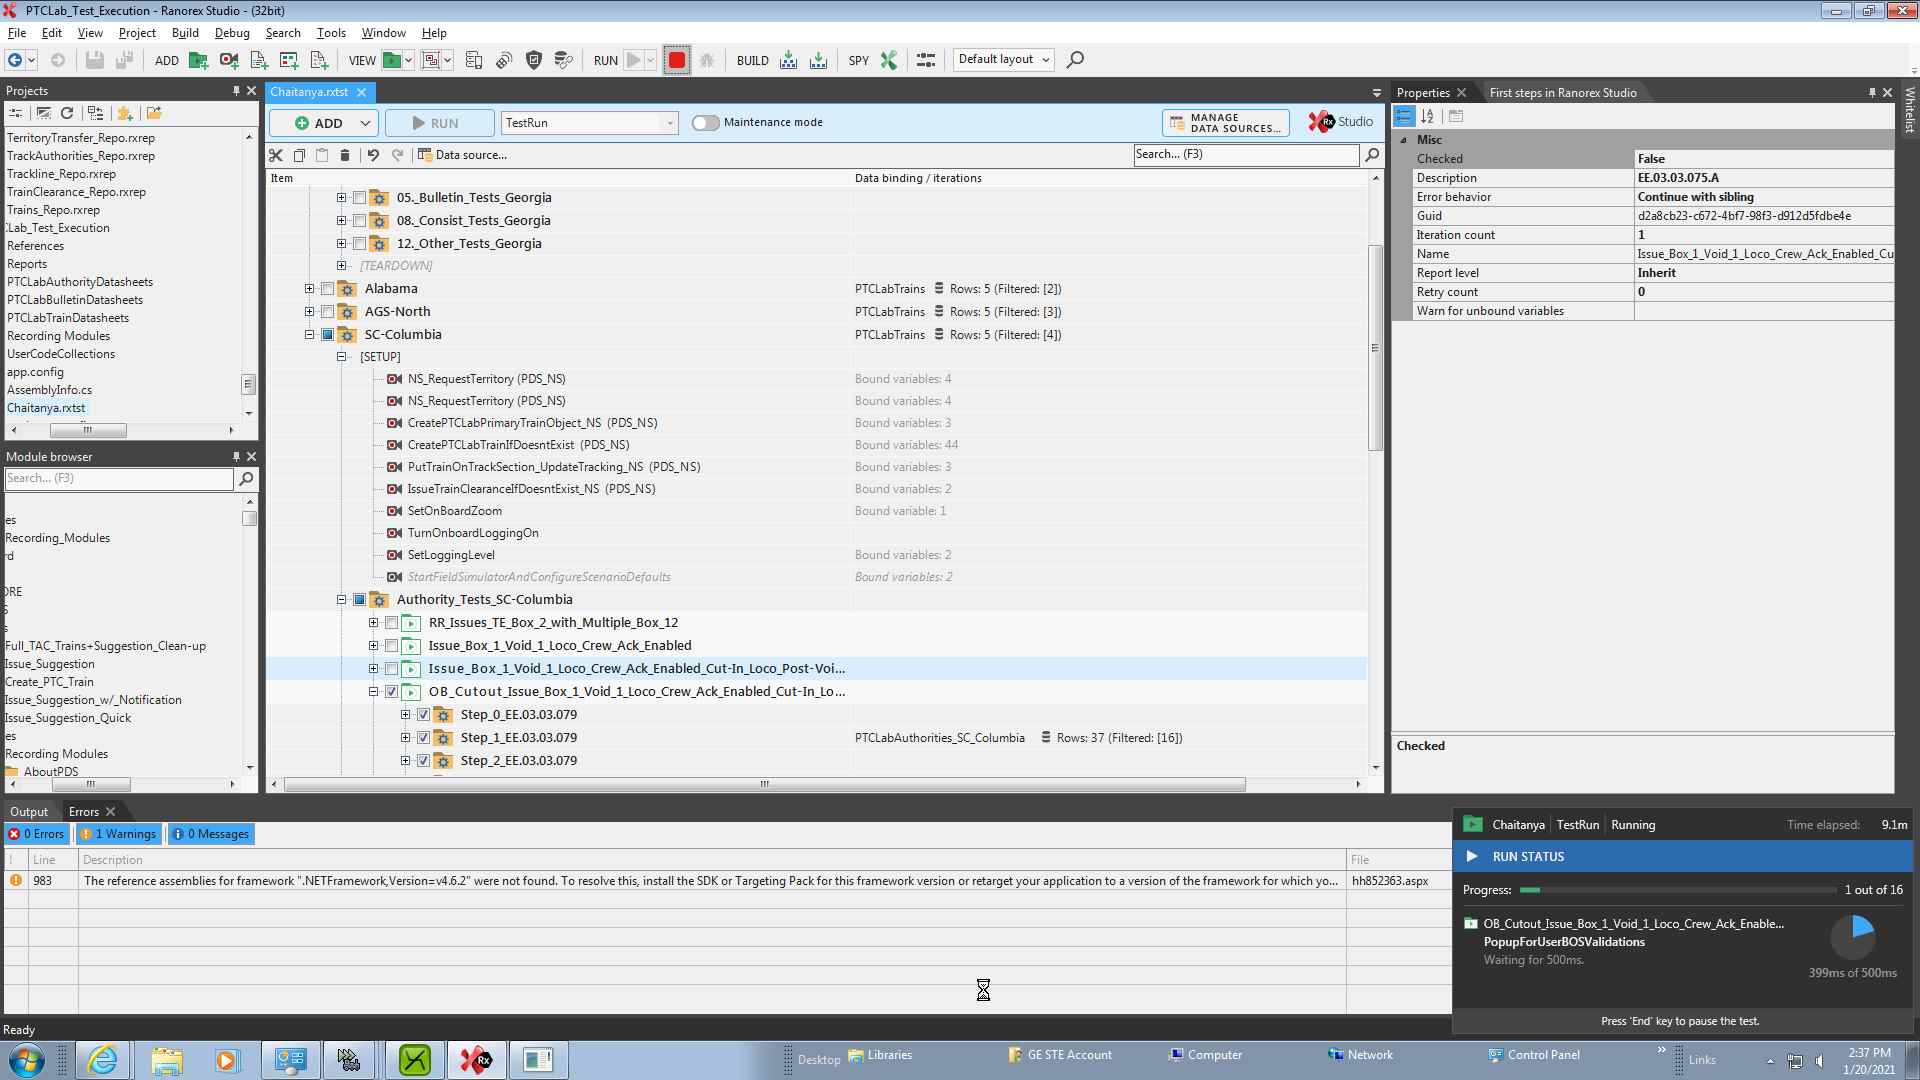 PTCLab_Test_Execution - Ranorex Studio - (32bit)
File Edit View Project Build Debug Search Tools Window Help
ADD VIEW RUN BUILD SPY Default layout
Projects
TerritoryTransfer_Repo.rxrep
TrackAuthorities_Repo.rxrep
Trackline_Repo.rxrep
TrainClearance_Repo.rxrep
Trains_Repo.rxrep
Lab_Test_Execution
References
Reports
PTCLabAuthorityDatasheets
PTCLabBulletinDatasheets
PTCLabTrainDatasheets
Recording Modules
UserCodeCollections
app.config
AssemblyInfo.cs
Chaitanya.rxtst
Module browser
Search... (F3)
es
Recording_Modules
rd
ORE
s
Full_TAC_Trains+Suggestion_Clean-up
Issue_Suggestion
Create_PTC_Train
Issue_Suggestion_w/_Notification
Issue_Suggestion_Quick
es
Recording Modules
AboutPDS
Chaitanya.rxtst
ADD RUN TestRun Maintenance mode MANAGE DATA SOURCES... Rx Studio
Data source... Search... (F3)
Item Data binding / iterations
05._Bulletin_Tests_Georgia
08._Consist_Tests_Georgia
12._Other_Tests_Georgia
[TEARDOWN]
Alabama PTCLabTrains Rows: 5 (Filtered: [2])
AGS-North PTCLabTrains Rows: 5 (Filtered: [3])
SC-Columbia PTCLabTrains Rows: 5 (Filtered: [4])
[SETUP]
NS_RequestTerritory (PDS_NS) Bound variables: 4
NS_RequestTerritory (PDS_NS) Bound variables: 4
CreatePTCLabPrimaryTrainObject_NS (PDS_NS) Bound variables: 3
CreatePTCLabTrainIfDoesntExist (PDS_NS) Bound variables: 44
PutTrainOnTrackSection_UpdateTracking_NS (PDS_NS) Bound variables: 3
IssueTrainClearanceIfDoesntExist_NS (PDS_NS) Bound variables: 2
SetOnBoardZoom Bound variable: 1
TurnOnboardLoggingOn
SetLoggingLevel Bound variables: 2
StartFieldSimulatorAndConfigureScenarioDefaults Bound variables: 2
Authority_Tests_SC-Columbia
RR_Issues_TE_Box_2_with_Multiple_Box_12
Issue_Box_1_Void_1_Loco_Crew_Ack_Enabled
Issue_Box_1_Void_1_Loco_Crew_Ack_Enabled_Cut-In_Loco_Post-Voi...
OB_Cutout_Issue_Box_1_Void_1_Loco_Crew_Ack_Enabled_Cut-In_Lo...
Step_0_EE.03.03.079
Step_1_EE.03.03.079 PTCLabAuthorities_SC_Columbia Rows: 37 (Filtered: [16])
Step_2_EE.03.03.079
Properties First steps in Ranorex Studio
Whitelist
Misc
Checked False
Description EE.03.03.075.A
Error behavior Continue with sibling
Guid d2a8cb23-c672-4bf7-98f3-d912d5fdbe4e
Iteration count 1
Name Issue_Box_1_Void_1_Loco_Crew_Ack_Enabled_Cu
Report level Inherit
Retry count 0
Warn for unbound variables
Checked
Output Errors
0 Errors 1 Warnings 0 Messages
! Line Description File
983 The reference assemblies for framework ".NETFramework,Version=v4.6.2" were not found. To resolve this, install the SDK or Targeting Pack for this framework version or retarget your application to a version of the framework for which yo... hh852363.aspx
Chaitanya TestRun Running Time elapsed: 9.1m
RUN STATUS
Progress: 1 out of 16
OB_Cutout_Issue_Box_1_Void_1_Loco_Crew_Ack_Enable...
PopupForUserBOSValidations
Waiting for 500ms.
399ms of 500ms
Press 'End' key to pause the test.
Ready
Desktop Libraries GE STE Account Computer Network Control Panel » Links
2:37 PM
1/20/2021